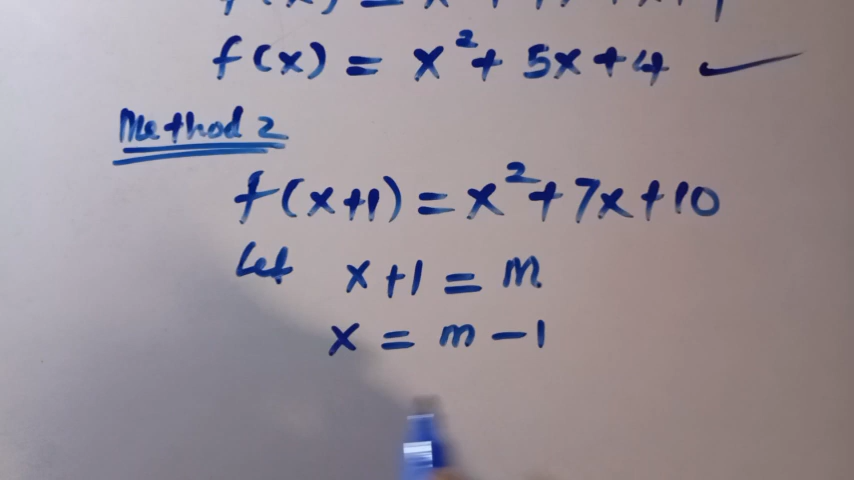 f(x) = x² + 5x + 4 ✓
Method 2
f(x+1) = x² + 7x + 10
Let x + 1 = m
x = m - 1